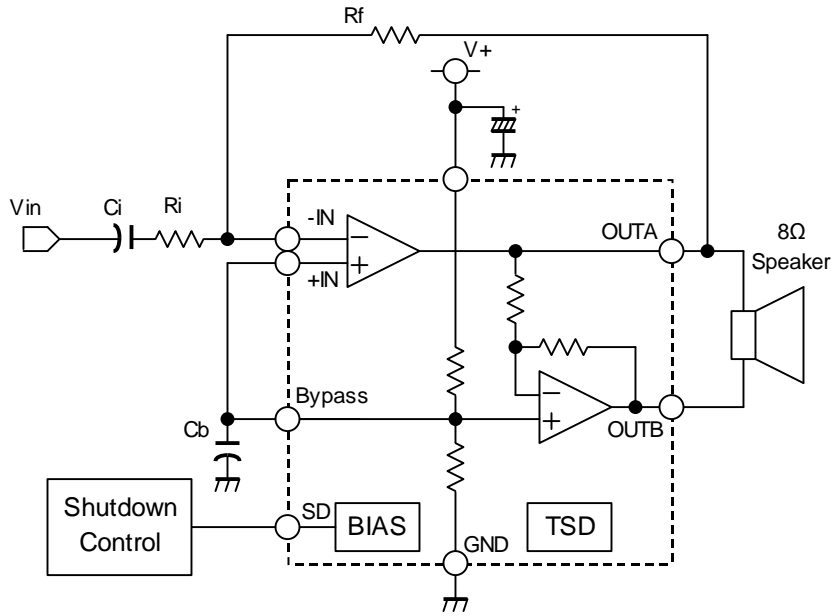 Rf
V+
+
Vin
Ci
Ri
-IN
−
+IN
+
OUTA
8Ω
Speaker
Bypass
Cb
−
+
OUTB
Shutdown
Control
SD
BIAS
GND
TSD